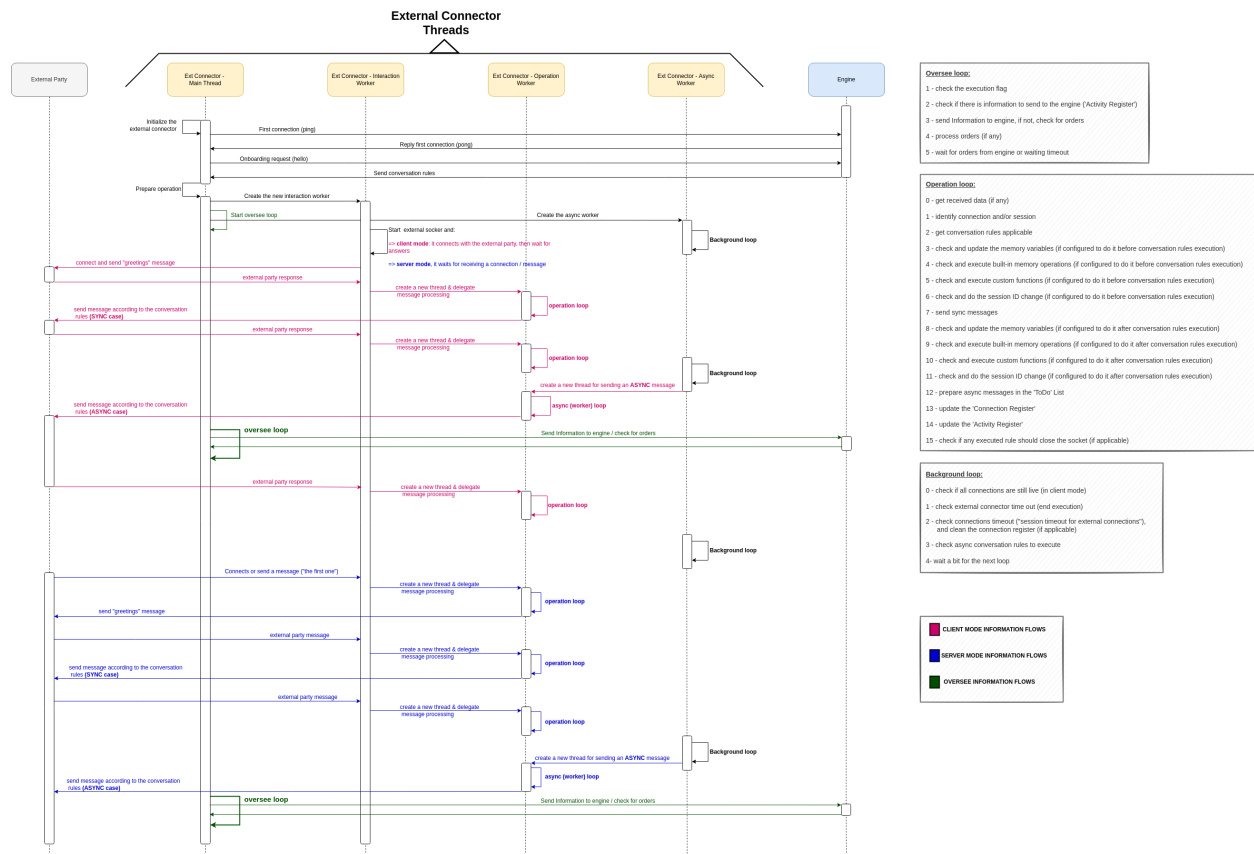 External Connector
Threads
External Party
Ext Connector -
Main Thread
Ext Connector - Interaction
Worker
Ext Connector - Operation
Worker
Ext Connector - Async
Worker
Engine
Initialize the
external connector
First connection (ping)
Reply first connection (pong)
Onboarding request (hello)
Send conversation rules
Prepare operation
Create the new interaction worker
Start oversee loop
Create the async worker
Start external socker and:
=> client mode: it connects with the external party, then wait for
answers
=> server mode, it waits for receiving a connection / message
Background loop
connect and send "greetings" message
external party response
create a new thread & delegate
message processing
operation loop
send message according to the conversation
rules (SYNC case)
external party response
create a new thread & delegate
message processing
operation loop
Background loop
create a new thread for sending an ASYNC message
async (worker) loop
send message according to the conversation
rules (ASYNC case)
oversee loop
Send Information to engine / check for orders
external party response
create a new thread & delegate
message processing
operation loop
Background loop
Connects or send a message ("the first one")
create a new thread & delegate
message processing
operation loop
send "greetings" message
external party message
create a new thread & delegate
message processing
operation loop
send message according to the conversation
rules (SYNC case)
external party message
create a new thread & delegate
message processing
operation loop
Background loop
create a new thread for sending an ASYNC message
async (worker) loop
send message according to the conversation
rules (ASYNC case)
oversee loop
Send Information to engine / check for orders
Oversee loop:
1 - check the execution flag
2 - check if there is information to send to the engine ('Activity Register')
3 - send Information to engine, if not, check for orders
4 - process orders (if any)
5 - wait for orders from engine or waiting timeout
Operation loop:
0 - get received data (if any)
1 - identify connection and/or session
2 - get conversation rules applicable
3 - check and update the memory variables (if configured to do it before conversation rules execution)
4 - check and execute built-in memory operations (if configured to do it before conversation rules execution)
5 - check and execute custom functions (if configured to do it before conversation rules execution)
6 - check and do the session ID change (if configured to do it before conversation rules execution)
7 - send sync messages
8 - check and update the memory variables (if configured to do it after conversation rules execution)
9 - check and execute built-in memory operations (if configured to do it after conversation rules execution)
10 - check and execute custom functions (if configured to do it after conversation rules execution)
11 - check and do the session ID change (if configured to do it after conversation rules execution)
12 - prepare async messages in the 'ToDo' List
13 - update the 'Connection Register'
14 - update the 'Activity Register'
15 - check if any executed rule should close the socket (if applicable)
Background loop:
0 - check if all connections are still live (in client mode)
1 - check external connector time out (end execution)
2 - check connections timeout ("session timeout for external connections"),
and clean the connection register (if applicable)
3 - check async conversation rules to execute
4- wait a bit for the next loop
CLIENT MODE INFORMATION FLOWS
SERVER MODE INFORMATION FLOWS
OVERSEE INFORMATION FLOWS